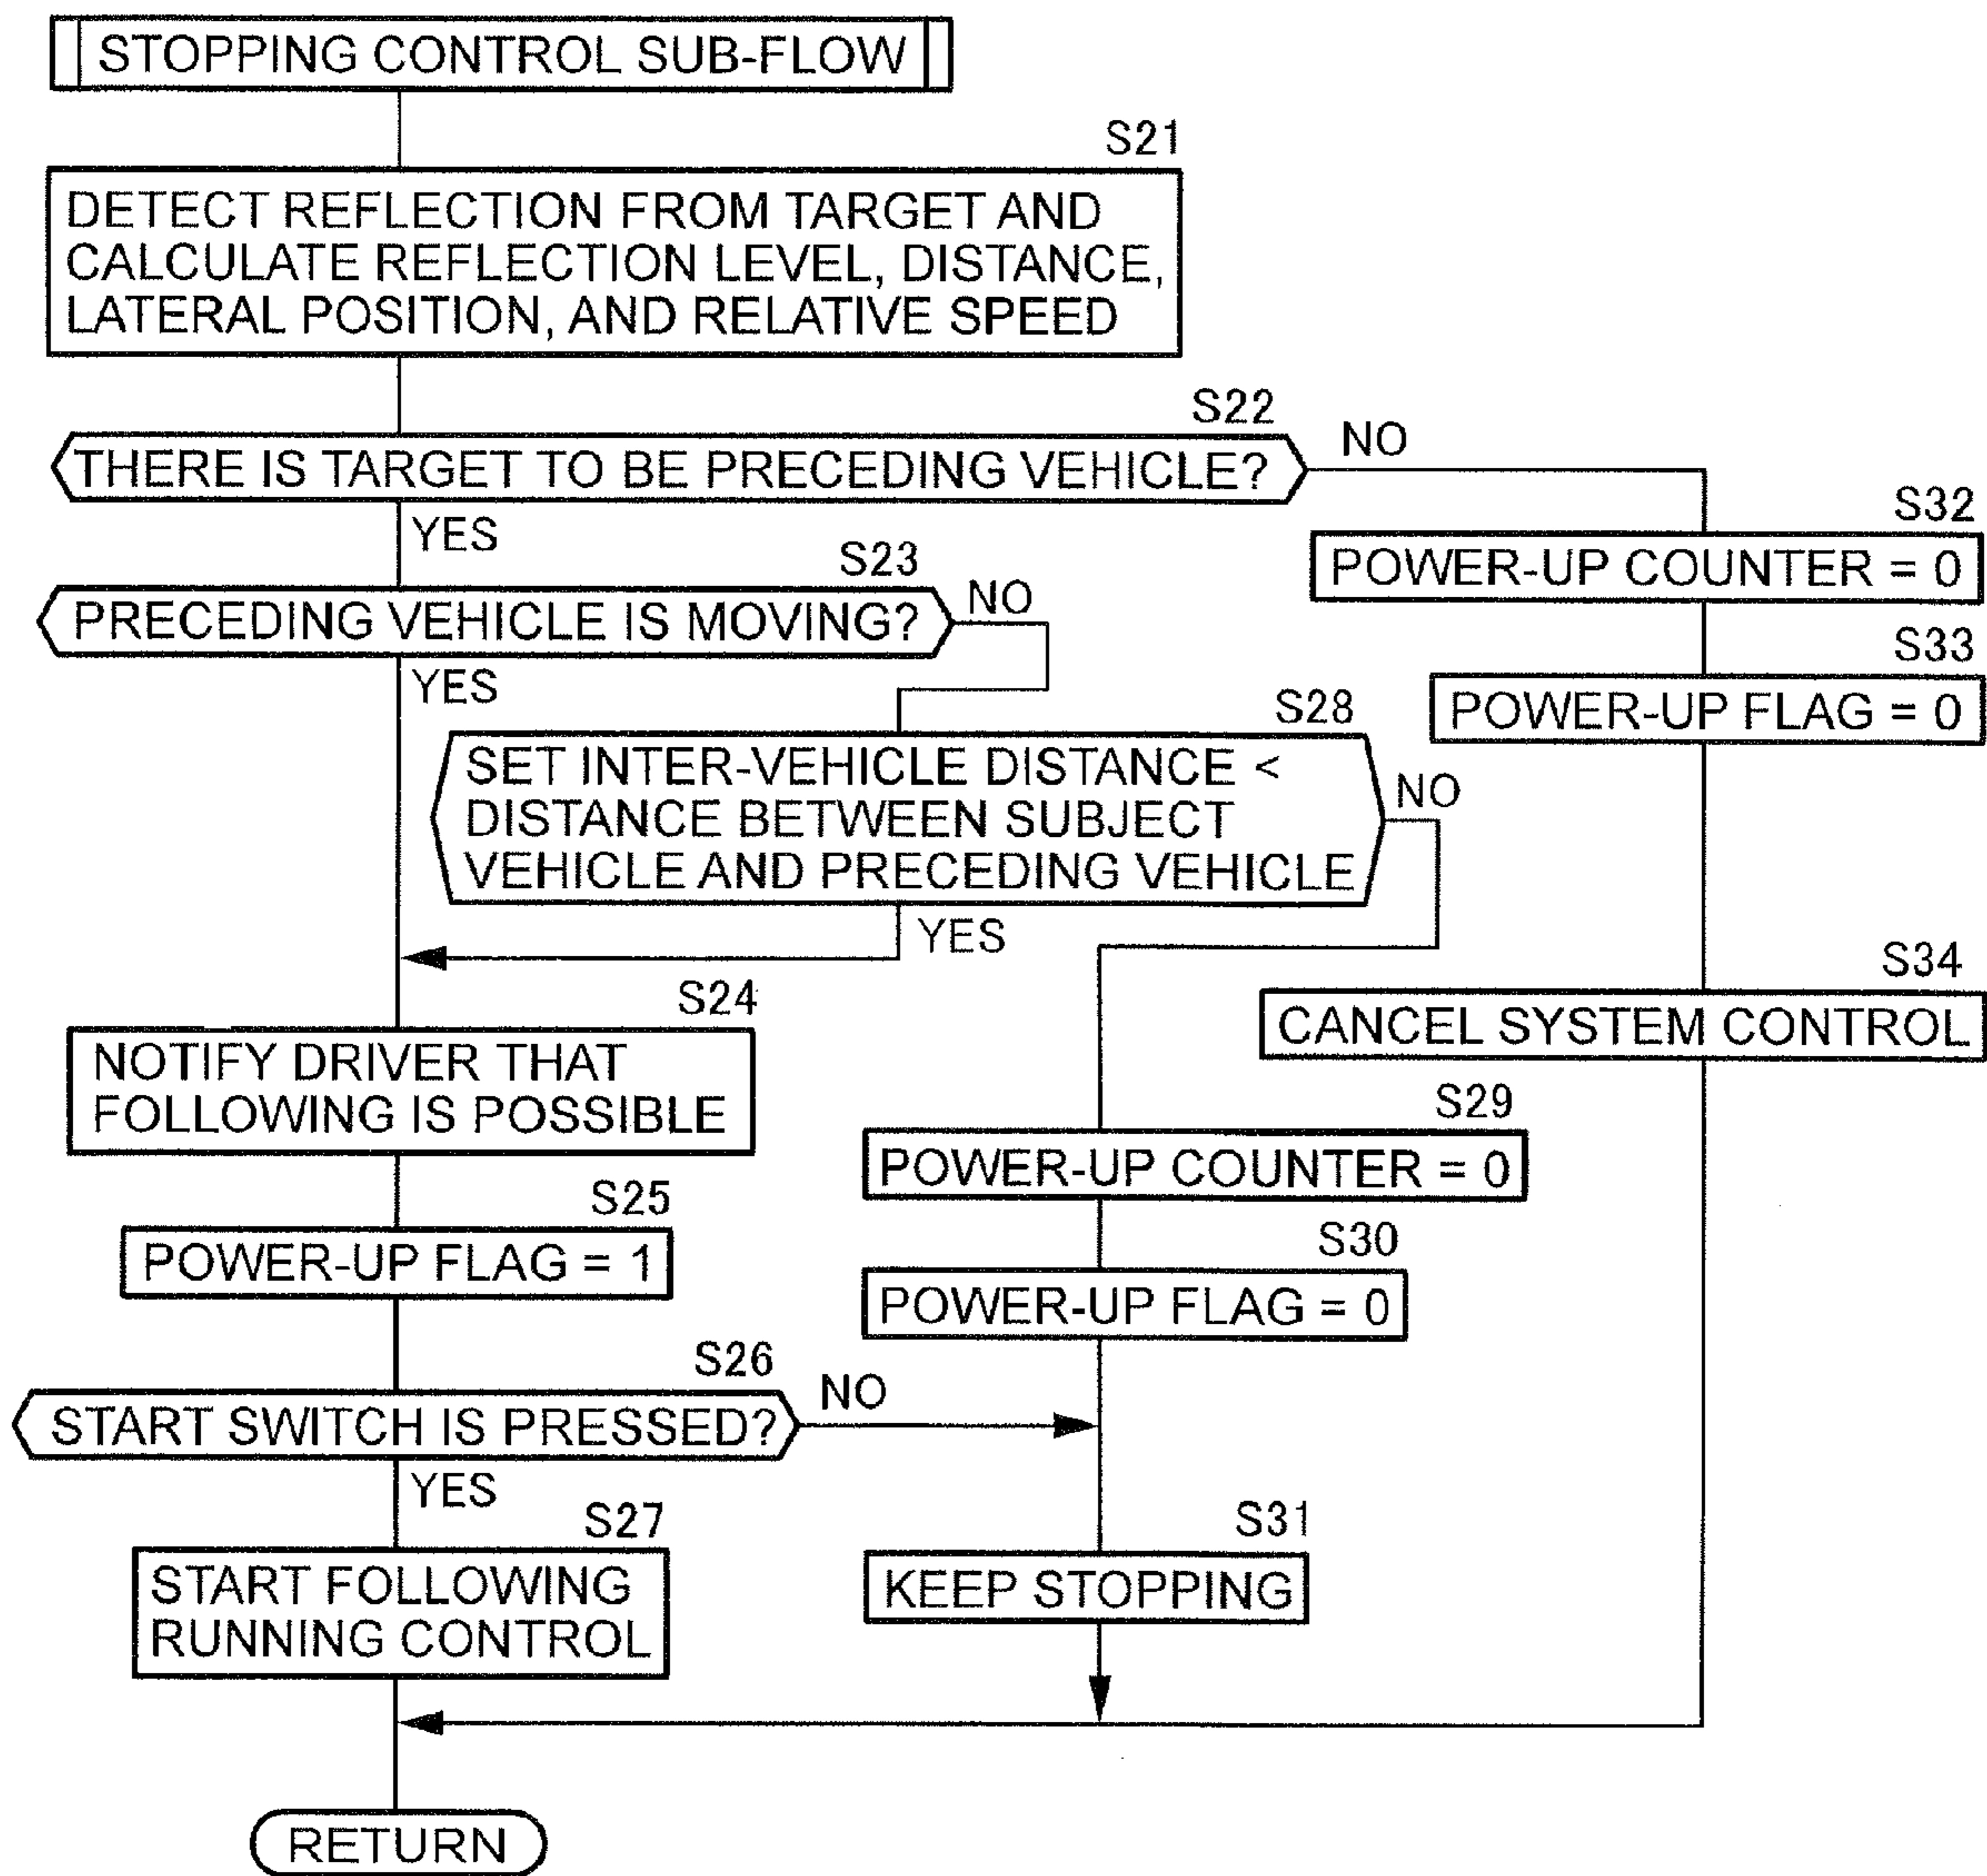 STOPPING CONTROL SUB-FLOW
S21
DETECT REFLECTION FROM TARGET AND
CALCULATE REFLECTION LEVEL, DISTANCE,
LATERAL POSITION, AND RELATIVE SPEED
S22
THERE IS TARGET TO BE PRECEDING VEHICLE?
NO
YES
S32
POWER-UP COUNTER = 0
S23
PRECEDING VEHICLE IS MOVING?
NO
YES
S33
POWER-UP FLAG = 0
S28
SET INTER-VEHICLE DISTANCE <
DISTANCE BETWEEN SUBJECT
VEHICLE AND PRECEDING VEHICLE
NO
YES
S34
CANCEL SYSTEM CONTROL
S24
NOTIFY DRIVER THAT
FOLLOWING IS POSSIBLE
S29
POWER-UP COUNTER = 0
S25
POWER-UP FLAG = 1
S30
POWER-UP FLAG = 0
S26
START SWITCH IS PRESSED?
NO
YES
S27
START FOLLOWING
RUNNING CONTROL
S31
KEEP STOPPING
RETURN